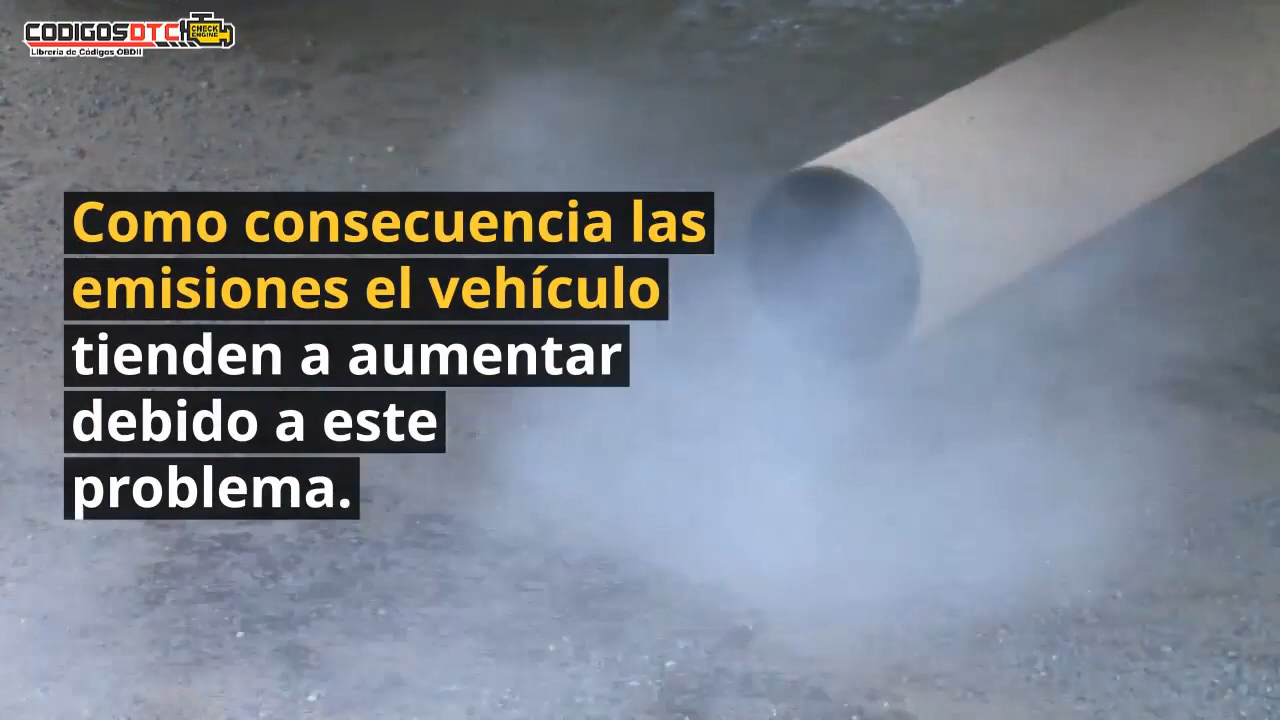 CODIGOSDTC
CHECK
ENGINE
Librería de Códigos OBDII
Como consecuencia las
emisiones el vehículo
tienden a aumentar
debido a este
problema.